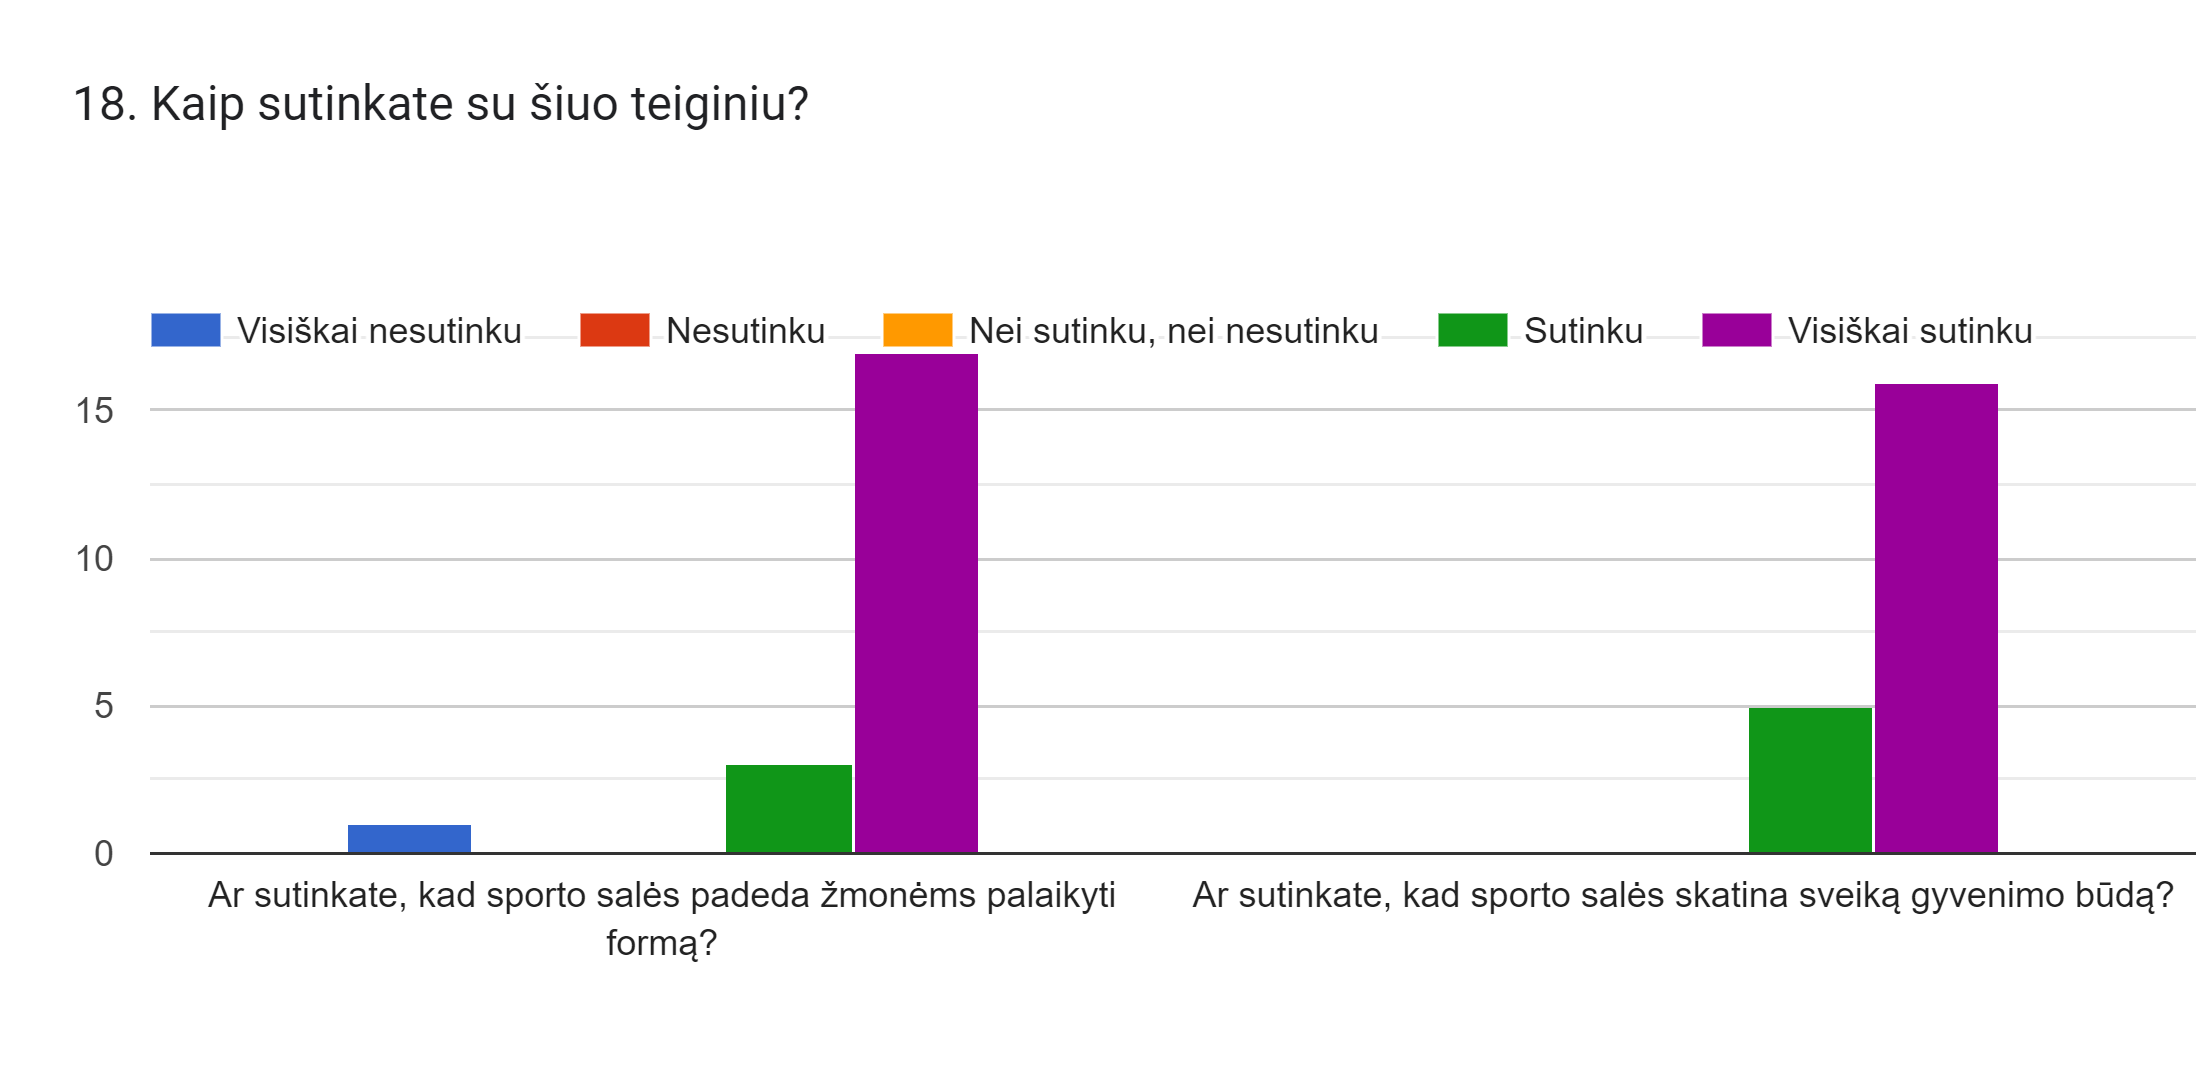 18. Kaip sutinkate su šiuo teiginiu?
Visiškai nesutinku Nesutinku Nei sutinku, nei nesutinku Sutinku Visiškai sutinku
15
10
5
0
Ar sutinkate, kad sporto salės padeda žmonėms palaikyti
formą?
Ar sutinkate, kad sporto salės skatina sveiką gyvenimo būdą?